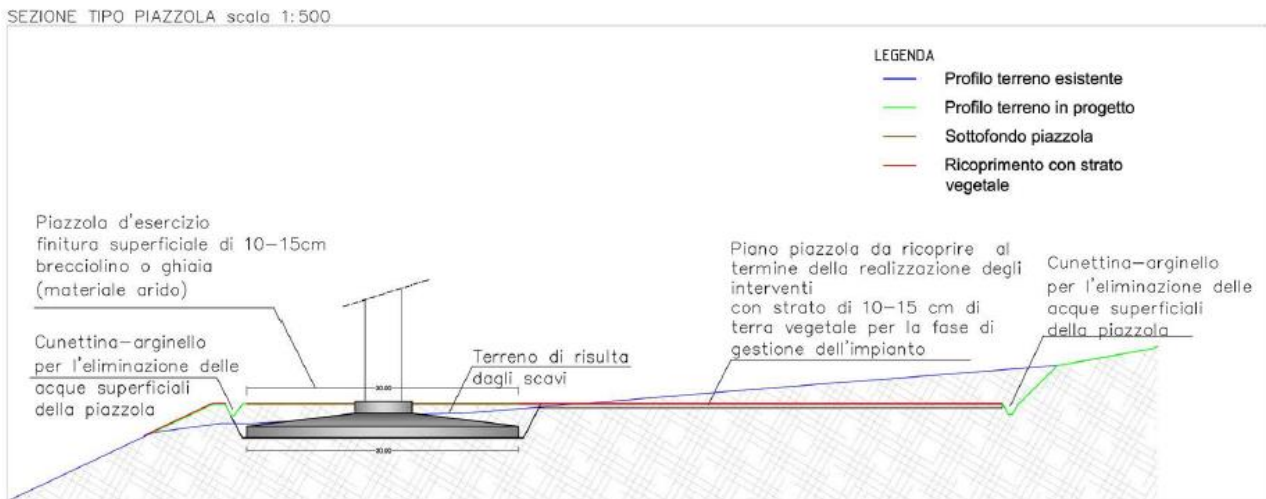 SEZIONE TIPO PIAZZOLA scala 1:500
LEGENDA
Profilo terreno esistente
Profilo terreno in progetto
Sottofondo piazzola
Ricoprimento con strato
vegetale
Piazzola d'esercizio
finitura superficiale di 10-15cm
brecciolino o ghiaia
(materiale arido)
Cunettina-arginello
per l'eliminazione delle
acque superficiali
della piazzola
Terreno di risulta
dagli scavi
Piano piazzola da ricoprire al
termine della realizzazione degli
interventi
con strato di 10-15 cm di
terra vegetale per la fase di
gestione dell'impianto
Cunettina-arginello
per l'eliminazione delle
acque superficiali
della piazzola
20.00
20.00